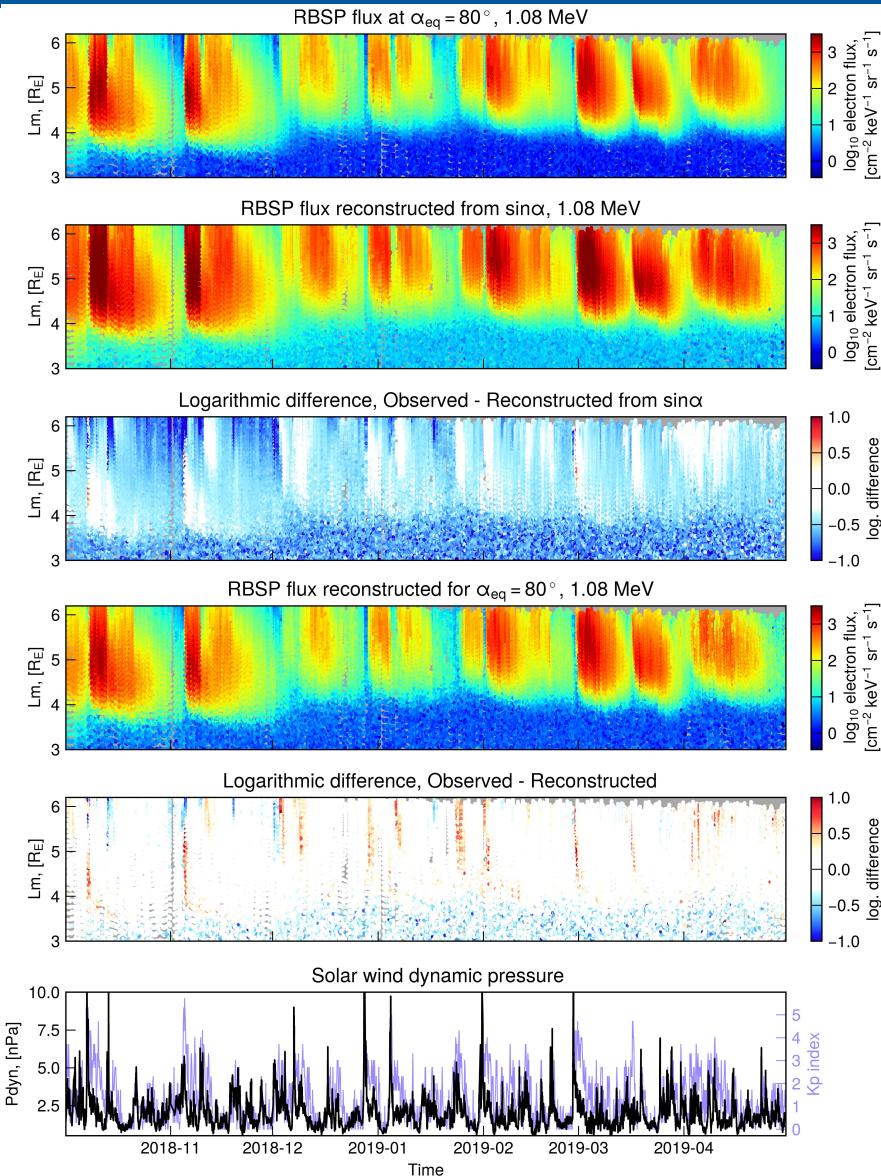 RBSP flux at αeq = 80°, 1.08 MeV
6
5
4
3
Lm, [RE]
3
2
1
0
log10 electron flux,
[cm−2 keV−1 sr−1 s−1]
RBSP flux reconstructed from sinα, 1.08 MeV
6
5
4
3
Lm, [RE]
3
2
1
0
log10 electron flux,
[cm−2 keV−1 sr−1 s−1]
Logarithmic difference, Observed - Reconstructed from sinα
6
5
4
3
Lm, [RE]
1.0
0.5
0.0
−0.5
−1.0
log. difference
RBSP flux reconstructed for αeq = 80°, 1.08 MeV
6
5
4
3
Lm, [RE]
3
2
1
0
log10 electron flux,
[cm−2 keV−1 sr−1 s−1]
Logarithmic difference, Observed - Reconstructed
6
5
4
3
Lm, [RE]
1.0
0.5
0.0
−0.5
−1.0
log. difference
Solar wind dynamic pressure
10.0
7.5
5.0
2.5
Pdyn, [nPa]
5
4
3
2
1
0
Kp index
2018-11 2018-12 2019-01 2019-02 2019-03 2019-04
Time